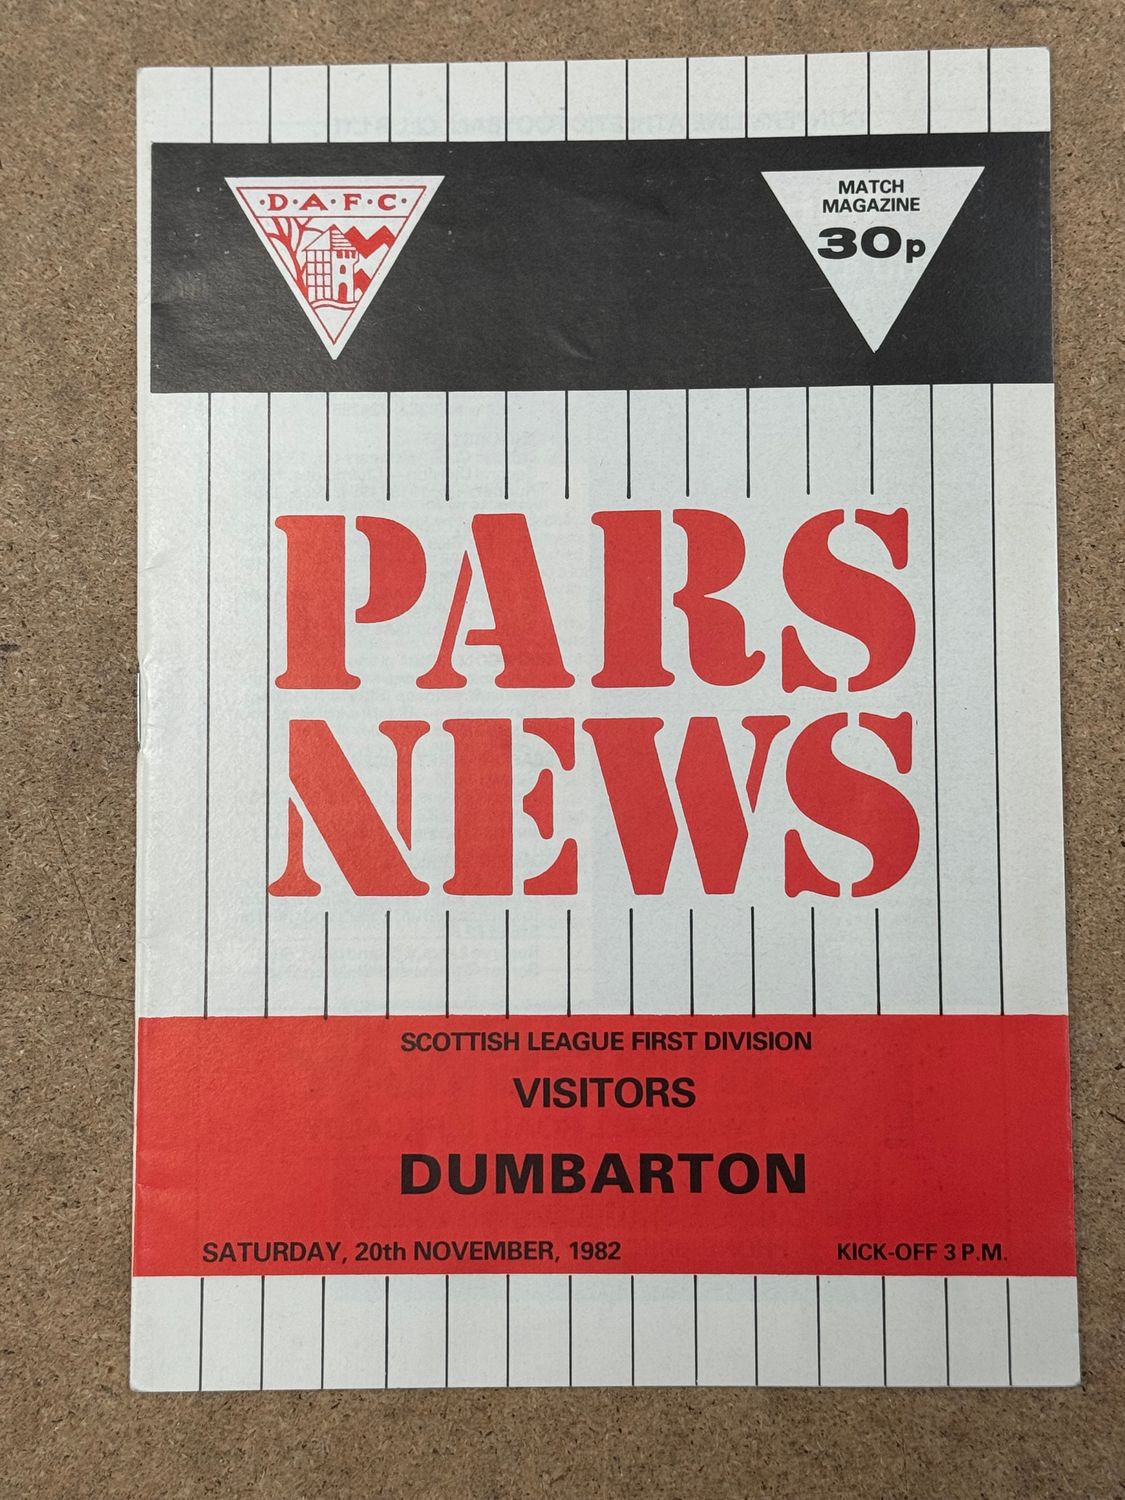 D·A·F·C
MATCH
MAGAZINE
30p
PARS
NEWS
SCOTTISH LEAGUE FIRST DIVISION
VISITORS
DUMBARTON
SATURDAY, 20th NOVEMBER, 1982
KICK-OFF 3 P.M.